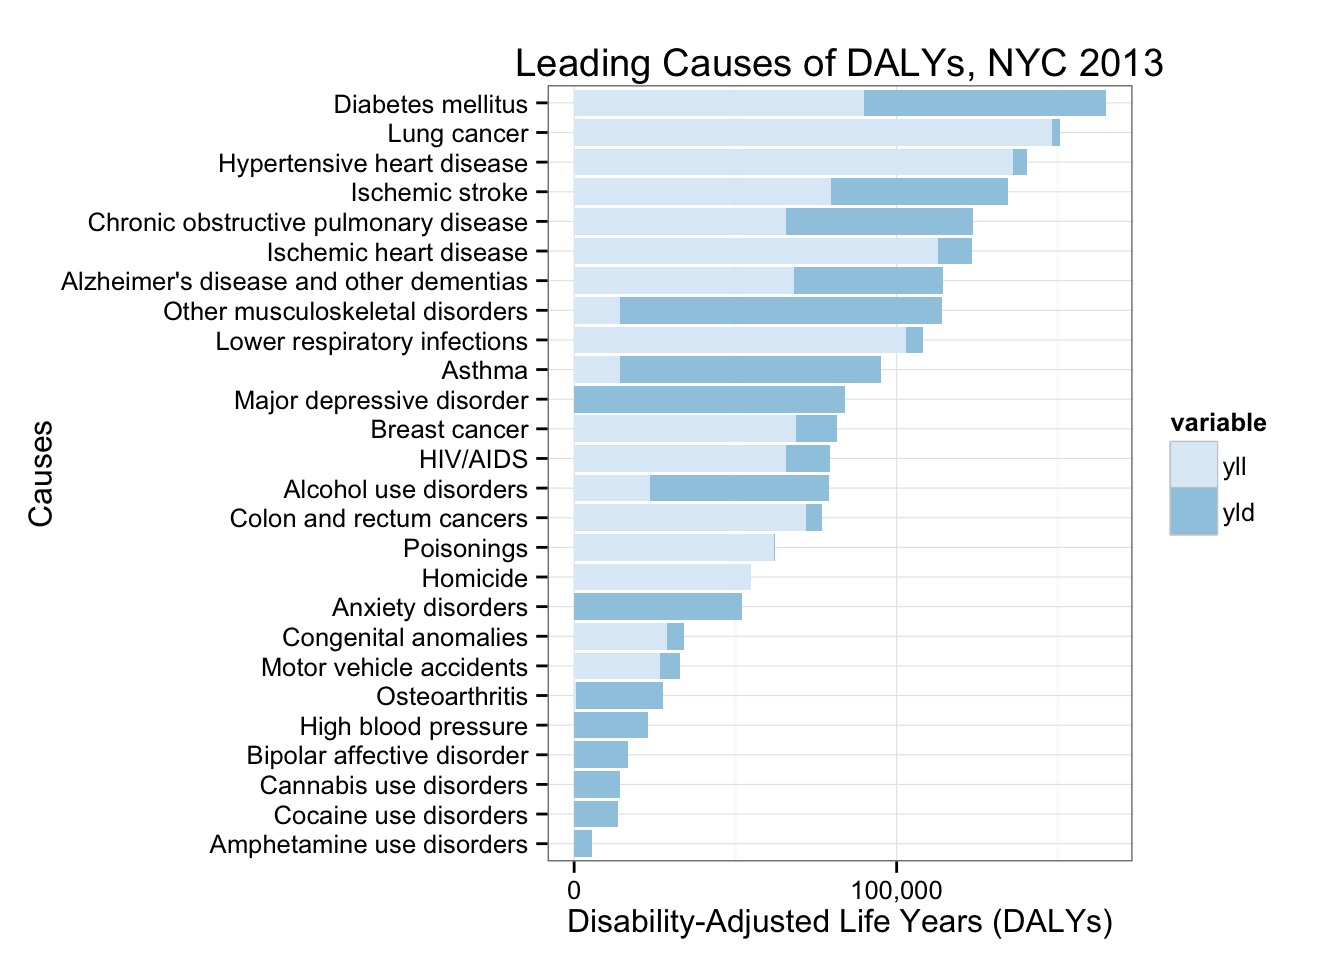 Leading Causes of DALYs, NYC 2013
Causes
Diabetes mellitus
Lung cancer
Hypertensive heart disease
Ischemic stroke
Chronic obstructive pulmonary disease
Ischemic heart disease
Alzheimer's disease and other dementias
Other musculoskeletal disorders
Lower respiratory infections
Asthma
Major depressive disorder
Breast cancer
HIV/AIDS
Alcohol use disorders
Colon and rectum cancers
Poisonings
Homicide
Anxiety disorders
Congenital anomalies
Motor vehicle accidents
Osteoarthritis
High blood pressure
Bipolar affective disorder
Cannabis use disorders
Cocaine use disorders
Amphetamine use disorders
0 100,000
Disability-Adjusted Life Years (DALYs)
variable
yll
yld